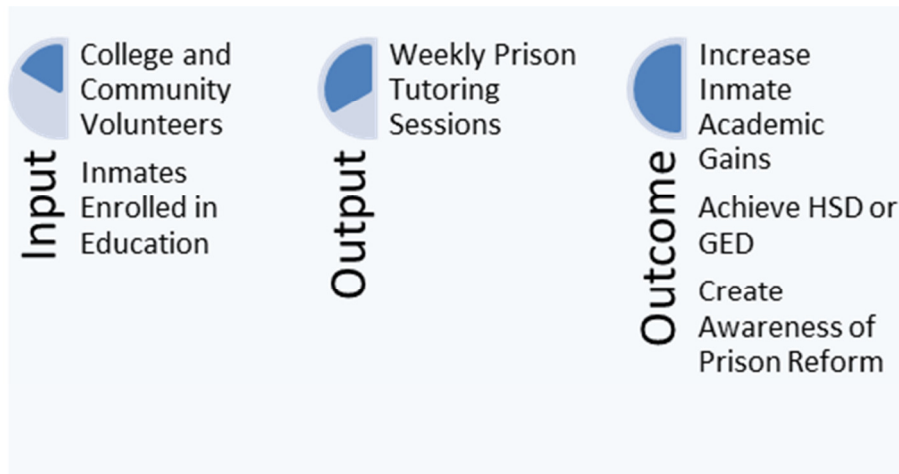 Input
College and
Community
Volunteers
Inmates
Enrolled in
Education
Output
Weekly Prison
Tutoring
Sessions
Outcome
Increase
Inmate
Academic
Gains
Achieve HSD or
GED
Create
Awareness of
Prison Reform